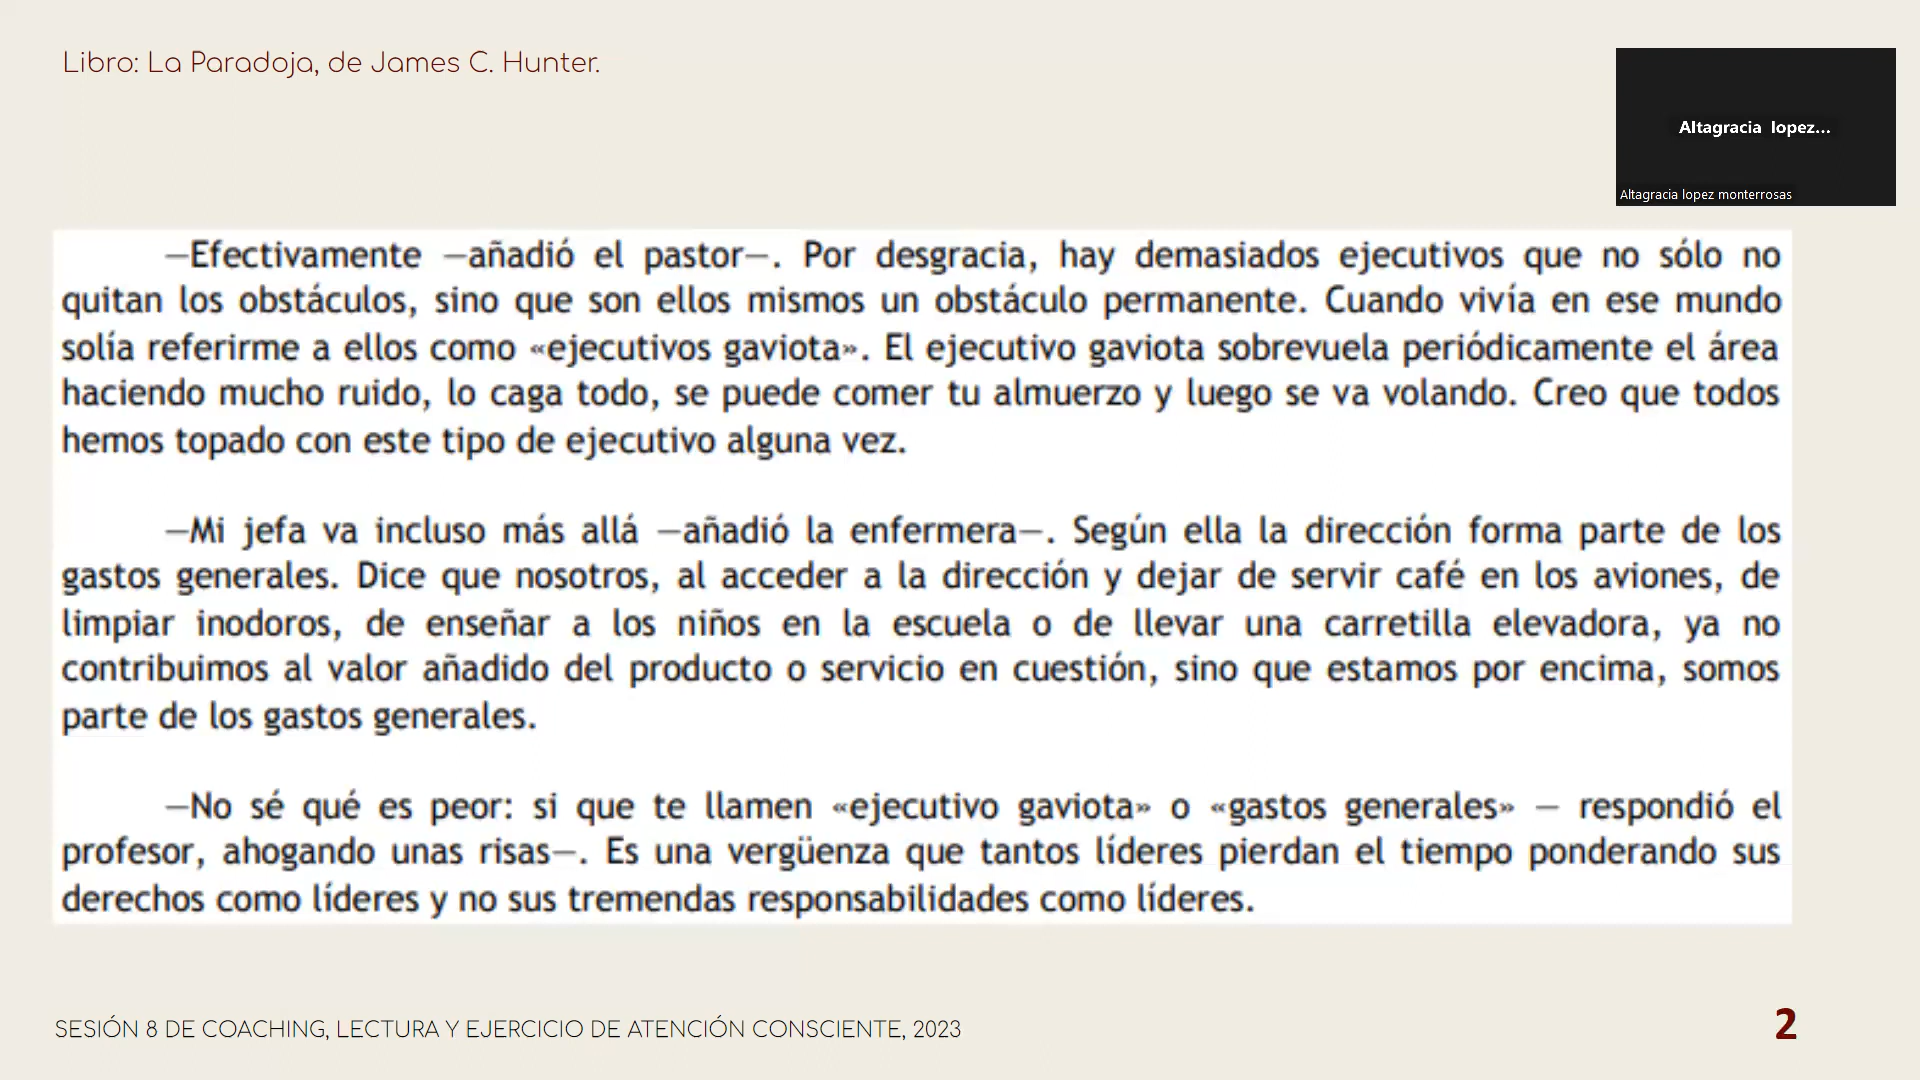 Libro: La Paradoja, de James C. Hunter.
Altagracia lopez...
Altagracia lopez monterrosas
—Efectivamente —añadió el pastor—. Por desgracia, hay demasiados ejecutivos que no sólo no
quitan los obstáculos, sino que son ellos mismos un obstáculo permanente. Cuando vivía en ese mundo
solía referirme a ellos como «ejecutivos gaviota». El ejecutivo gaviota sobrevuela periódicamente el área
haciendo mucho ruido, lo caga todo, se puede comer tu almuerzo y luego se va volando. Creo que todos
hemos topado con este tipo de ejecutivo alguna vez.
—Mi jefa va incluso más allá —añadió la enfermera—. Según ella la dirección forma parte de los
gastos generales. Dice que nosotros, al acceder a la dirección y dejar de servir café en los aviones, de
limpiar inodoros, de enseñar a los niños en la escuela o de llevar una carretilla elevadora, ya no
contribuimos al valor añadido del producto o servicio en cuestión, sino que estamos por encima, somos
parte de los gastos generales.
—No sé qué es peor: si que te llamen «ejecutivo gaviota» o «gastos generales» — respondió el
profesor, ahogando unas risas—. Es una vergüenza que tantos líderes pierdan el tiempo ponderando sus
derechos como líderes y no sus tremendas responsabilidades como líderes.
SESIÓN 8 DE COACHING, LECTURA Y EJERCICIO DE ATENCIÓN CONSCIENTE, 2023
2